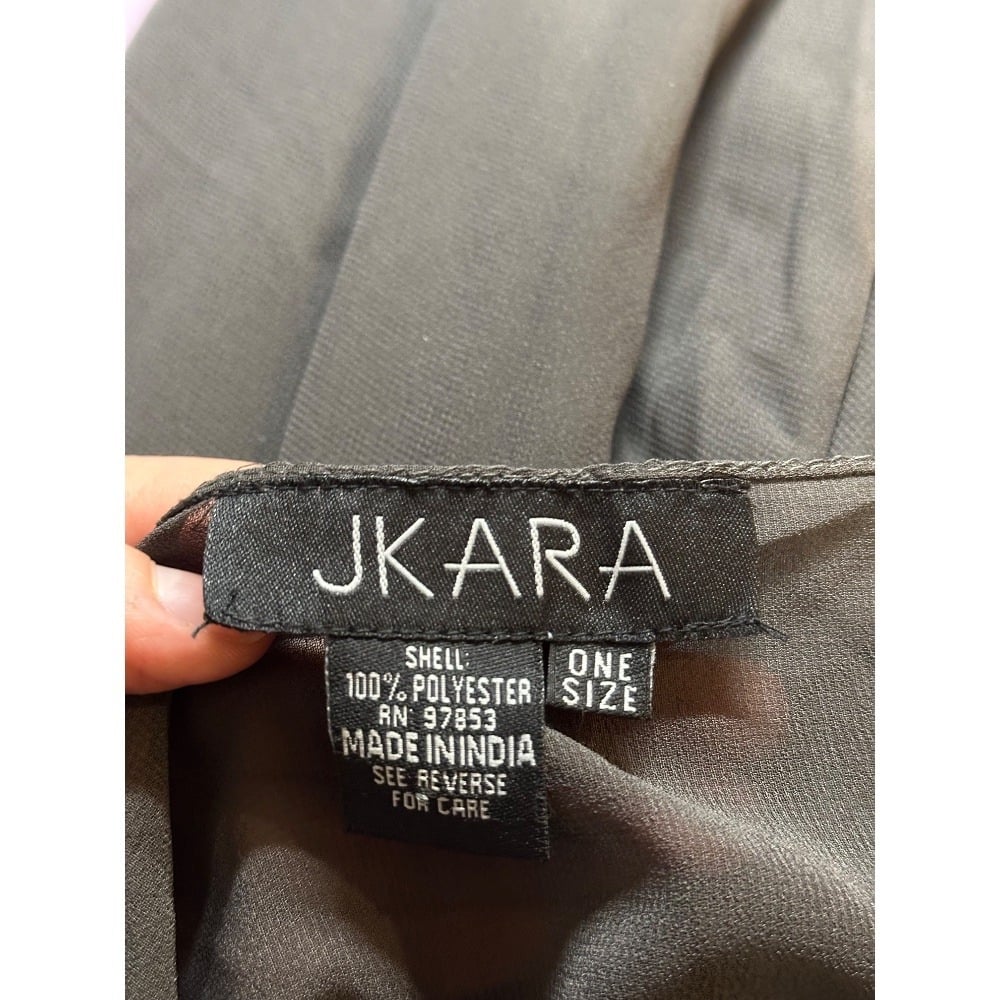 JKARA
SHELL:
100% POLYESTER
RN 97853
MADE IN INDIA
SEE REVERSE
FOR CARE
ONE
SIZE